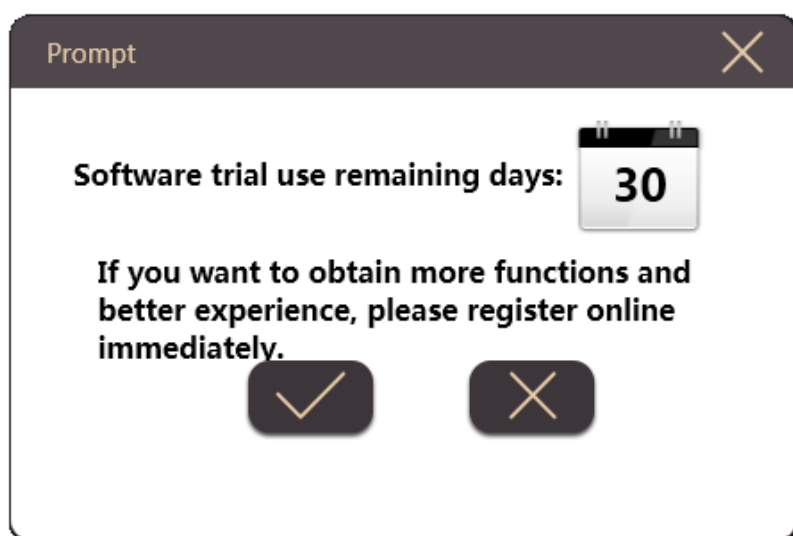 Prompt
Software trial use remaining days:
30
If you want to obtain more functions and
better experience, please register online
immediately.